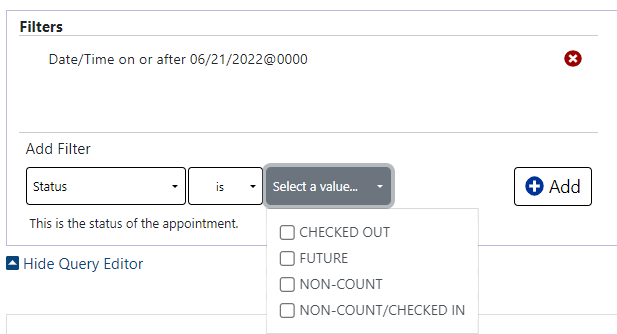 Filters
Date/Time on or after 06/21/2022@0000
Add Filter
Status is Select a value... Add
This is the status of the appointment.
CHECKED OUT
FUTURE
Hide Query Editor
NON-COUNT
NON-COUNT/CHECKED IN